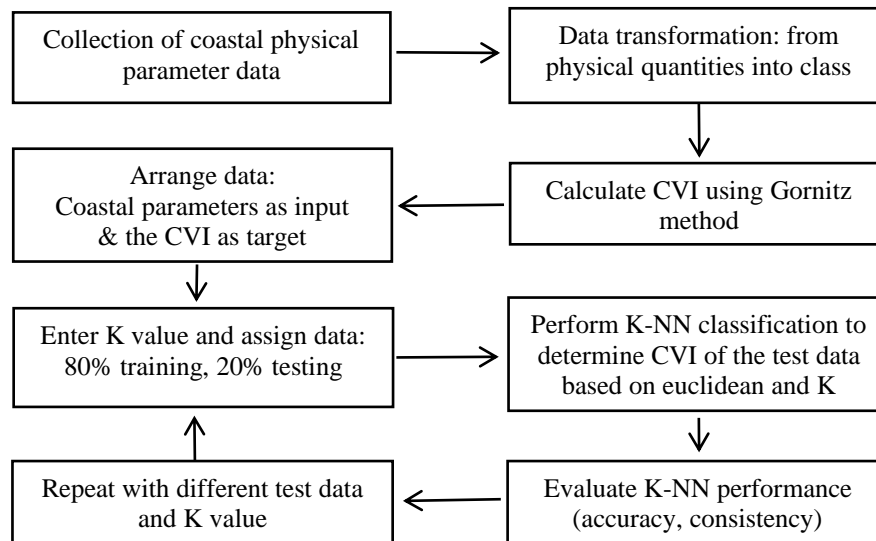 Collection of coastal physical
parameter data
Data transformation: from
physical quantities into class
Calculate CVI using Gornitz
method
Arrange data:
Coastal parameters as input
& the CVI as target
Enter K value and assign data:
80% training, 20% testing
Perform K-NN classification to
determine CVI of the test data
based on euclidean and K
Evaluate K-NN performance
(accuracy, consistency)
Repeat with different test data
and K value